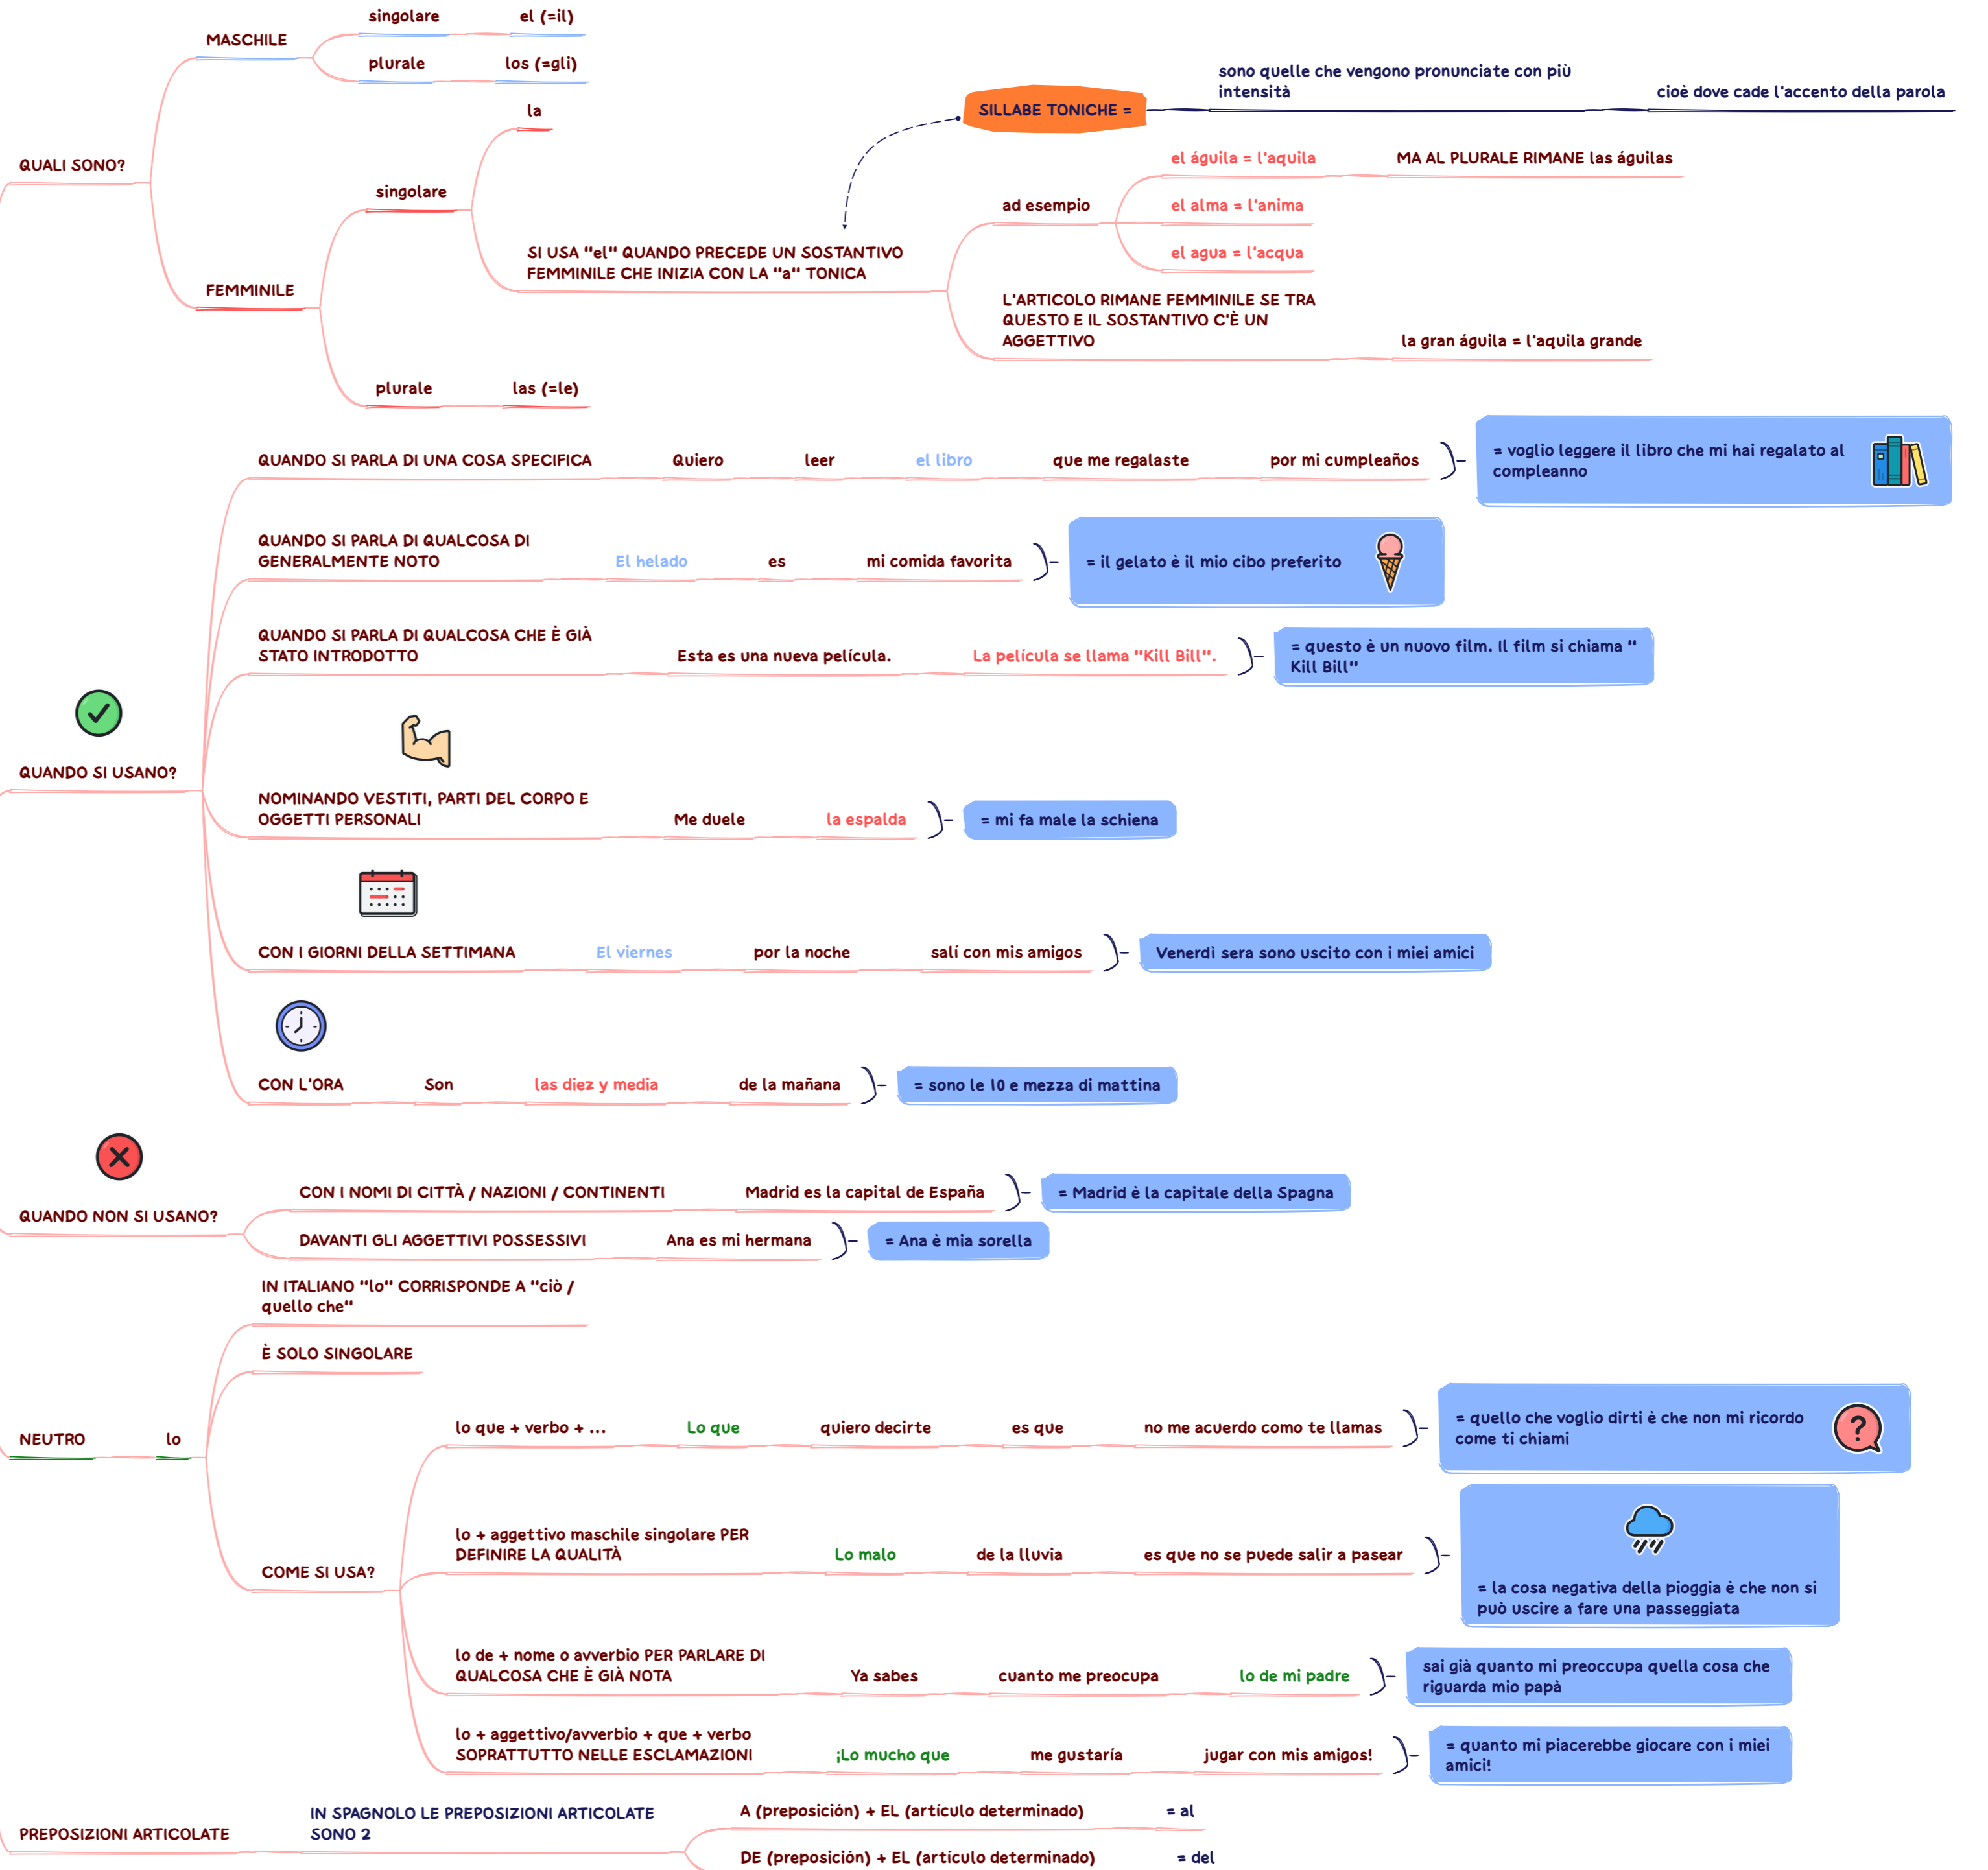 QUALI SONO?
MASCHILE
singolare
el (=il)
plurale
los (=gli)
FEMMINILE
singolare
la
SI USA "el" QUANDO PRECEDE UN SOSTANTIVO
FEMMINILE CHE INIZIA CON LA "a" TONICA
SILLABE TONICHE =
sono quelle che vengono pronunciate con più
intensità
cioè dove cade l'accento della parola
ad esempio
el águila = l'aquila
MA AL PLURALE RIMANE las águilas
el alma = l'anima
el agua = l'acqua
L'ARTICOLO RIMANE FEMMINILE SE TRA
QUESTO E IL SOSTANTIVO C'È UN
AGGETTIVO
la gran águila = l'aquila grande
plurale
las (=le)
QUANDO SI USANO?
QUANDO SI PARLA DI UNA COSA SPECIFICA
Quiero
leer
el libro
que me regalaste
por mi cumpleaños
= voglio leggere il libro che mi hai regalato al
compleanno
QUANDO SI PARLA DI QUALCOSA DI
GENERALMENTE NOTO
El helado
es
mi comida favorita
= il gelato è il mio cibo preferito
QUANDO SI PARLA DI QUALCOSA CHE È GIÀ
STATO INTRODOTTO
Esta es una nueva película.
La película se llama "Kill Bill".
= questo è un nuovo film. Il film si chiama "
Kill Bill"
NOMINANDO VESTITI, PARTI DEL CORPO E
OGGETTI PERSONALI
Me duele
la espalda
= mi fa male la schiena
CON I GIORNI DELLA SETTIMANA
El viernes
por la noche
salí con mis amigos
Venerdì sera sono uscito con i miei amici
CON L'ORA
Son
las diez y media
de la mañana
= sono le 10 e mezza di mattina
QUANDO NON SI USANO?
CON I NOMI DI CITTÀ / NAZIONI / CONTINENTI
Madrid es la capital de España
= Madrid è la capitale della Spagna
DAVANTI GLI AGGETTIVI POSSESSIVI
Ana es mi hermana
= Ana è mia sorella
NEUTRO
lo
IN ITALIANO "lo" CORRISPONDE A "ciò /
quello che"
È SOLO SINGOLARE
COME SI USA?
lo que + verbo + ...
Lo que
quiero decirte
es que
no me acuerdo como te llamas
= quello che voglio dirti è che non mi ricordo
come ti chiami
lo + aggettivo maschile singolare PER
DEFINIRE LA QUALITÀ
Lo malo
de la lluvia
es que no se puede salir a pasear
= la cosa negativa della pioggia è che non si
può uscire a fare una passeggiata
lo de + nome o avverbio PER PARLARE DI
QUALCOSA CHE È GIÀ NOTA
Ya sabes
cuanto me preocupa
lo de mi padre
sai già quanto mi preoccupa quella cosa che
riguarda mio papà
lo + aggettivo/avverbio + que + verbo
SOPRATTUTTO NELLE ESCLAMAZIONI
¡Lo mucho que
me gustaría
jugar con mis amigos!
= quanto mi piacerebbe giocare con i miei
amici!
PREPOSIZIONI ARTICOLATE
IN SPAGNOLO LE PREPOSIZIONI ARTICOLATE
SONO 2
A (preposición) + EL (artículo determinado)
= al
DE (preposición) + EL (artículo determinado)
= del